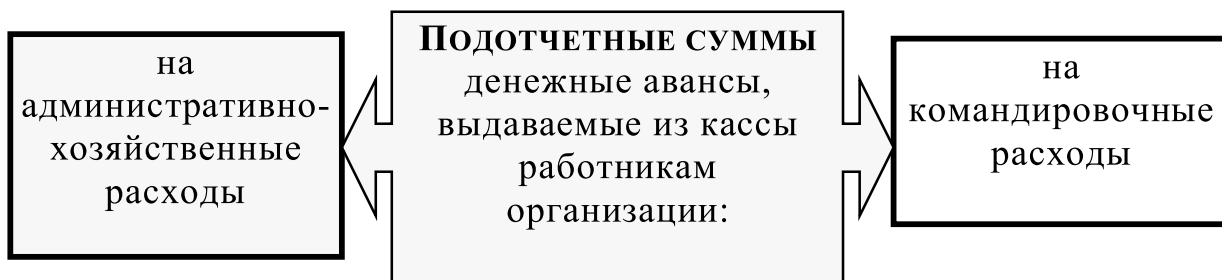 на
административно-
хозяйственные
расходы
ПОДОТЧЕТНЫЕ СУММЫ
денежные авансы,
выдаваемые из кассы
работникам
организации:
на
командировочные
расходы